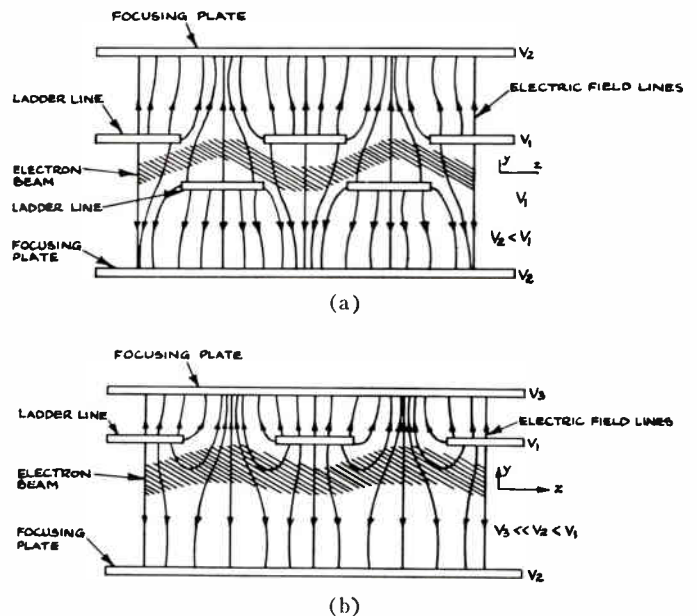 FOCUSING PLATE
V2
LADDER LINE
ELECTRIC FIELD LINES
V1
ELECTRON
BEAM
y
z
LADDER LINE
V1
V2 < V1
FOCUSING
PLATE
V2
(a)
FOCUSING PLATE
V3
LADDER LINE
ELECTRIC FIELD LINES
V1
ELECTRON
BEAM
y
z
V3 << V2 < V1
FOCUSING
PLATE
V2
(b)